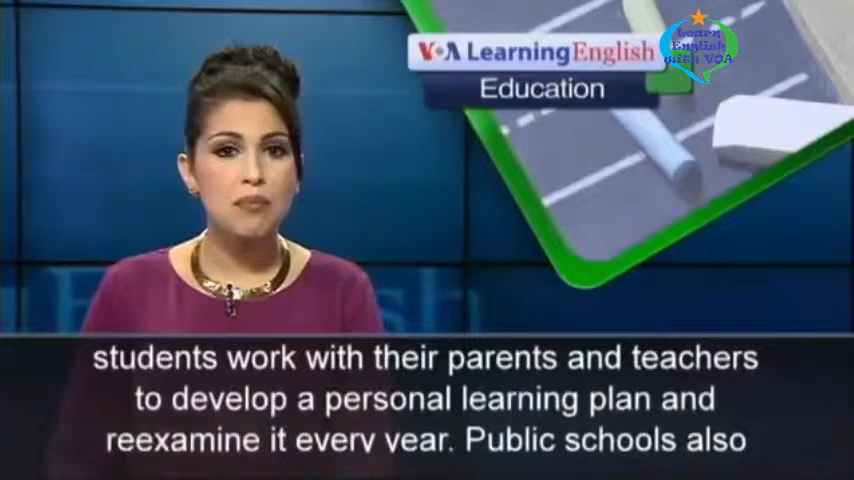 VOA Learning English
Learn
English
with VOA
Education
students work with their parents and teachers
to develop a personal learning plan and
reexamine it every year. Public schools also